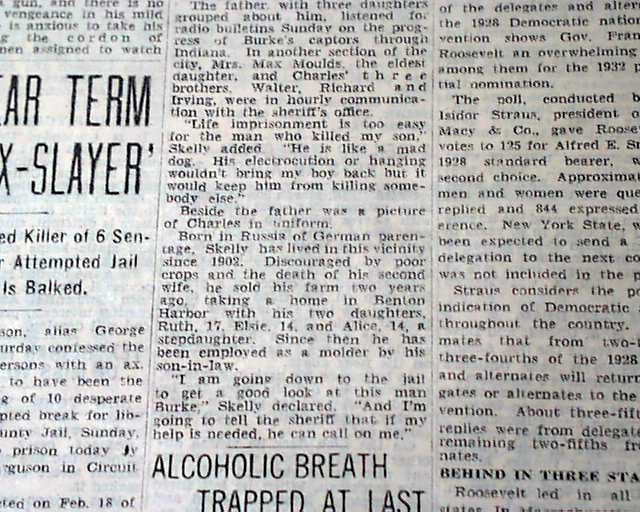 gun, and there is no
vengeance in his mild
is anxious to take his
the cordon of
men assigned to watch
EAR TERM
X-SLAYER'
ed Killer of 6 Sen-
r Attempted Jail
Is Balked.
son, alias George
urday confessed the
ersons with an ax.
to have been the
g of 10 desperate
pted break for lib-
unty Jail, Sunday,
prison today by
rguson in Circuit
ted on Feb. 18 of
The father, with three daughters
grouped about him, listened for
radio bulletins Sunday on the prog-
ress of Burke's captors through
Indiana. In another section of the
city, Mrs. Max Moulds, the eldest
daughter, and Charles' three
brothers, Walter, Richard and
Irving, were in hourly communica-
tion with the sheriff's office.
"Life imprisonment is too easy
for the man who killed my son,"
Skelly added. "He is like a mad
dog. His electrocution or hanging
wouldn't bring my boy back but it
would keep him from killing some-
body else."
Beside the father was a picture
of Charles in uniform.
Born in Russia of German paren-
tage, Skelly has lived in this vicinity
since 1902. Discouraged by poor
crops and the death of his second
wife, he sold his farm two years
ago, taking a home in Benton
Harbor with his two daughters,
Ruth, 17, Elsie, 14, and Alice, 14, a
stepdaughter. Since then he has
been employed as a molder by his
son-in-law.
"I am going down to the jail
to get a good look at this man
Burke," Skelly declared. "And I'm
going to tell the sheriff that if my
help is needed, he can call on me."
ALCOHOLIC BREATH
TRAPPED AT LAST
of the delegates and alter
the 1928 Democratic nation
vention shows Gov. Fran
Roosevelt an overwhelming
among them for the 1932 p
tial nomination.
The poll, conducted b
Isidor Straus, president o
Macy & Co., gave Roose
votes to 125 for Alfred E. S
1928 standard bearer, w
second choice. Approximat
men and women were que
replied and 844 expressed
erence. New York State, w
been expected to send a
delegation to the next co
was not included in the
Straus considers the po
indication of Democratic
throughout the country.
mates that from two-t
three-fourths of the 1928
and alternates will return
gates or alternates to the
vention. About three-fif
replies were from delegate
remaining two-fifths fr
nates.
BEHIND IN THREE STA
Roosevelt led in all
states. In Massachuse